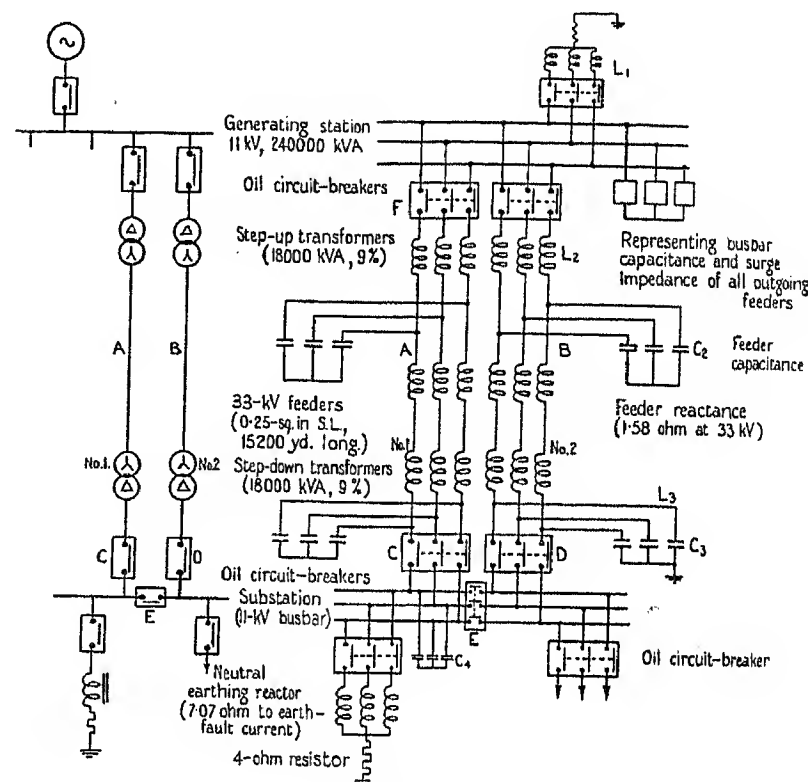 L1
Generating station
11kV, 240000 kVA
Oil circuit-breakers
F
Step-up transformers
(18000 kVA, 9%)
L2
Representing busbar
capacitance and surge
impedance of all outgoing
feeders
A
B
A
B
C2
Feeder
capacitance
33-kV feeders
(0·25-sq.in S.L.,
15200 yd. long.)
Feeder reactance
(1·58 ohm at 33 kV)
No.1.
No2
Step-down transformers
(18000 kVA, 9%)
No.1
No.2
L3
C
D
C
D
C3
Oil circuit-breakers
Substation
(11-kV busbar)
E
E
C4
Oil circuit-breaker
Neutral
earthing reactor
(7·07 ohm to earth-
fault current)
4-ohm resistor